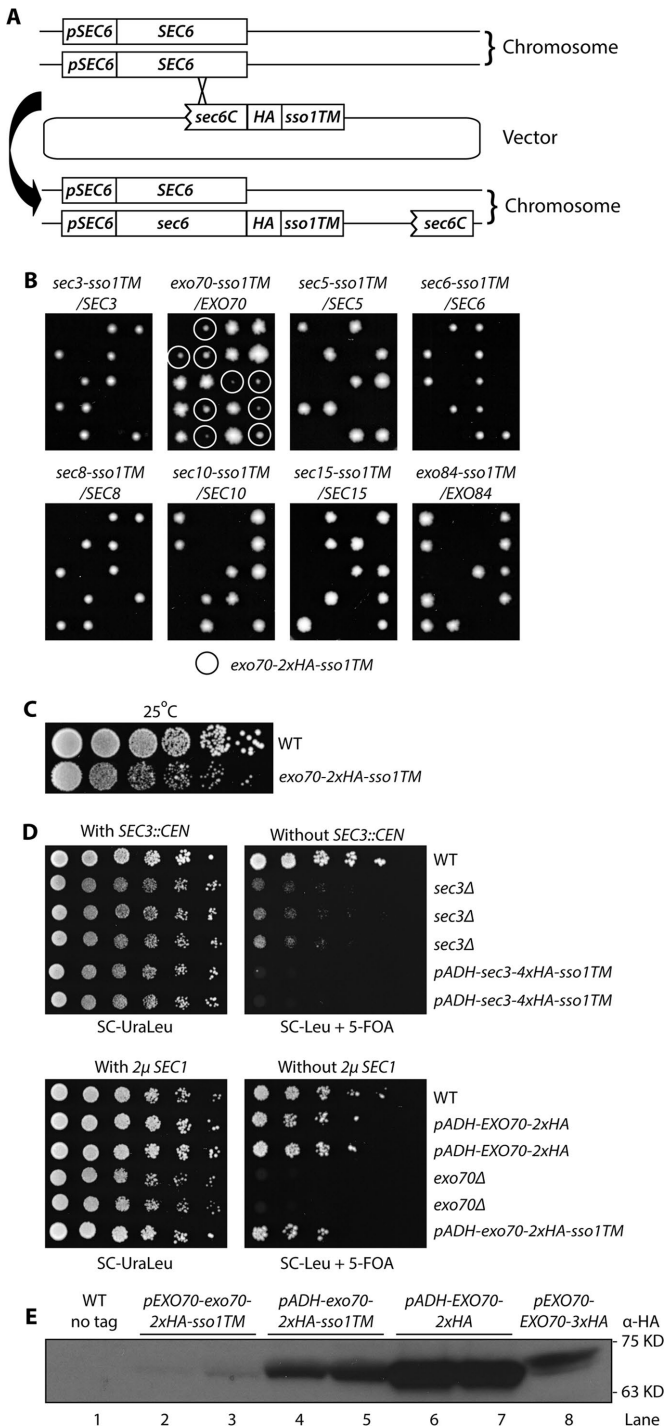 A
pSEC6 SEC6
pSEC6 SEC6
} Chromosome
sec6C HA sso1TM
Vector
pSEC6 SEC6
pSEC6 sec6 HA sso1TM sec6C
} Chromosome
B
sec3-sso1TM
/SEC3
exo70-sso1TM
/EXO70
sec5-sso1TM
/SEC5
sec6-sso1TM
/SEC6
sec8-sso1TM
/SEC8
sec10-sso1TM
/SEC10
sec15-sso1TM
/SEC15
exo84-sso1TM
/EXO84
exo70-2xHA-sso1TM
C
25°C
WT
exo70-2xHA-sso1TM
D
With SEC3::CEN
Without SEC3::CEN
WT
sec3Δ
sec3Δ
sec3Δ
pADH-sec3-4xHA-sso1TM
pADH-sec3-4xHA-sso1TM
SC-UraLeu
SC-Leu + 5-FOA
With 2μ SEC1
Without 2μ SEC1
WT
pADH-EXO70-2xHA
pADH-EXO70-2xHA
exo70Δ
exo70Δ
pADH-exo70-2xHA-sso1TM
SC-UraLeu
SC-Leu + 5-FOA
E
WT
no tag
pEXO70-exo70-
2xHA-sso1TM
pADH-exo70-
2xHA-sso1TM
pADH-EXO70-
2xHA
pEXO70-
EXO70-3xHA
α-HA
- 75 KD
- 63 KD
1 2 3 4 5 6 7 8 Lane